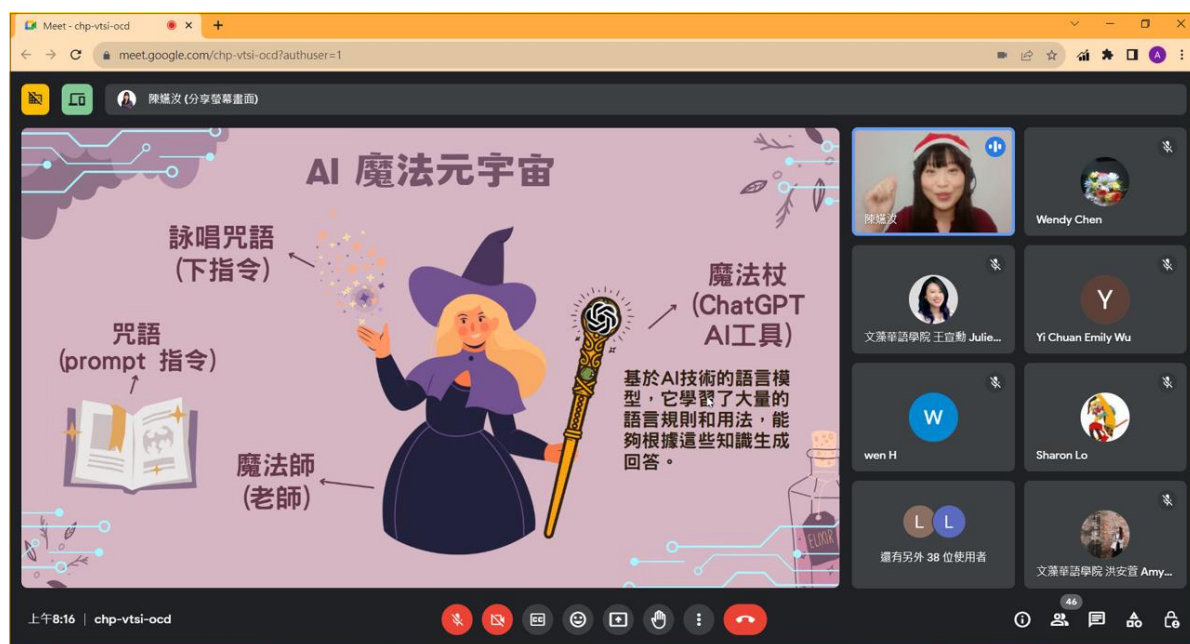 Meet - chp-vtsi-ocd
meet.google.com/chp-vtsi-ocd?authuser=1
A
陳嬿汝 (分享螢幕畫面)
AI 魔法元宇宙
詠唱咒語
(下指令)
咒語
(prompt 指令)
魔法師
(老師)
魔法杖
(ChatGPT
AI工具)
基於AI技術的語言模
型，它學習了大量的
語言規則和用法，能
夠根據這些知識生成
回答。
ELIXIR
陳嬿汝
Wendy Chen
文藻華語學院 王宣勳 Julie...
Y
Yi Chuan Emily Wu
W
wen H
Sharon Lo
L L
還有另外 38 位使用者
文藻華語學院 洪安萱 Amy...
上午8:16 | chp-vtsi-ocd
CC
46